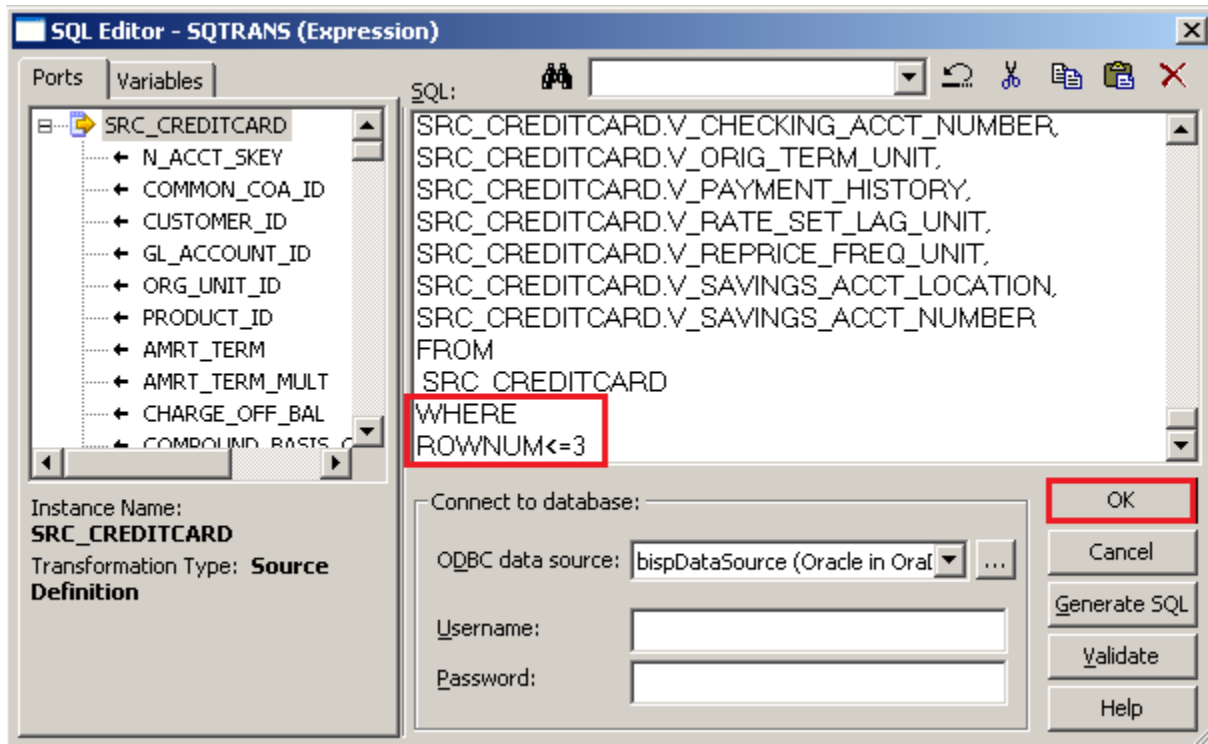 SQL Editor - SQTRANS (Expression)
Ports
Variables
SRC_CREDITCARD
N_ACCT_SKEY
COMMON_COA_ID
CUSTOMER_ID
GL_ACCOUNT_ID
ORG_UNIT_ID
PRODUCT_ID
AMRT_TERM
AMRT_TERM_MULT
CHARGE_OFF_BAL
COMPOUND_BASIS_C
Instance Name:
SRC_CREDITCARD
Transformation Type: Source
Definition
SQL:
SRC_CREDITCARD.V_CHECKING_ACCT_NUMBER,
SRC_CREDITCARD.V_ORIG_TERM_UNIT,
SRC_CREDITCARD.V_PAYMENT_HISTORY,
SRC_CREDITCARD.V_RATE_SET_LAG_UNIT,
SRC_CREDITCARD.V_REPRICE_FREQ_UNIT,
SRC_CREDITCARD.V_SAVINGS_ACCT_LOCATION,
SRC_CREDITCARD.V_SAVINGS_ACCT_NUMBER
FROM
SRC_CREDITCARD
WHERE
ROWNUM<=3
Connect to database:
ODBC data source: bispDataSource (Oracle in Ora
...
Username:
Password:
OK
Cancel
Generate SQL
Validate
Help